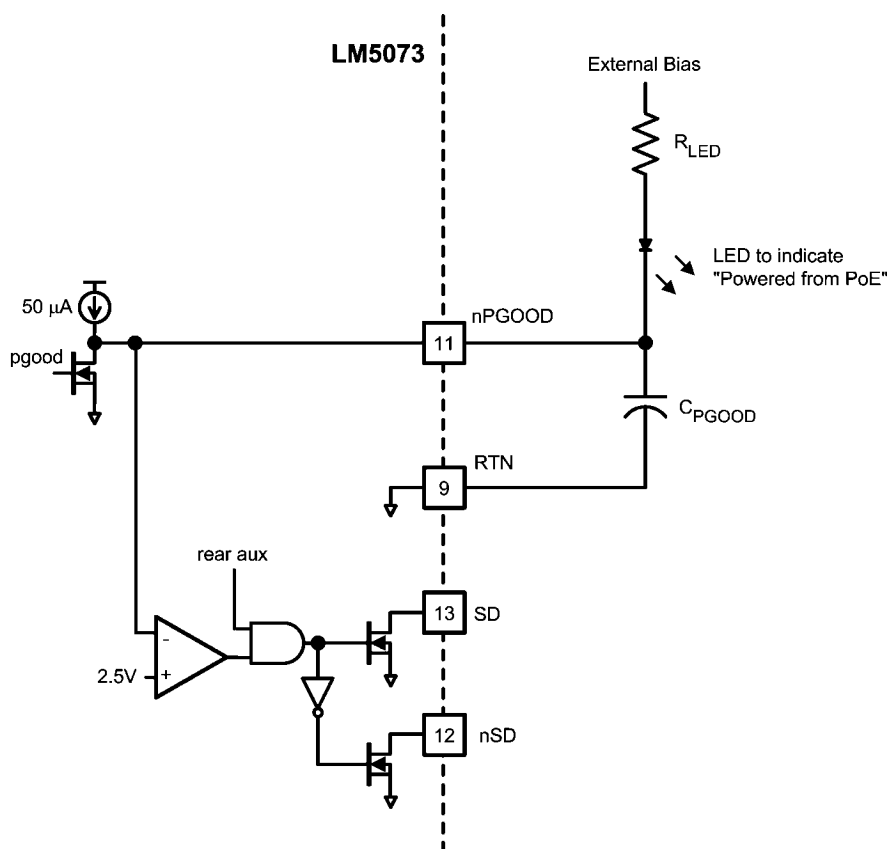 LM5073
External Bias
RLED
LED to indicate
"Powered from PoE"
50 μA
nPGOOD
11
pgood
CPGOOD
RTN
9
rear aux
13
SD
-
2.5V
+
12
nSD